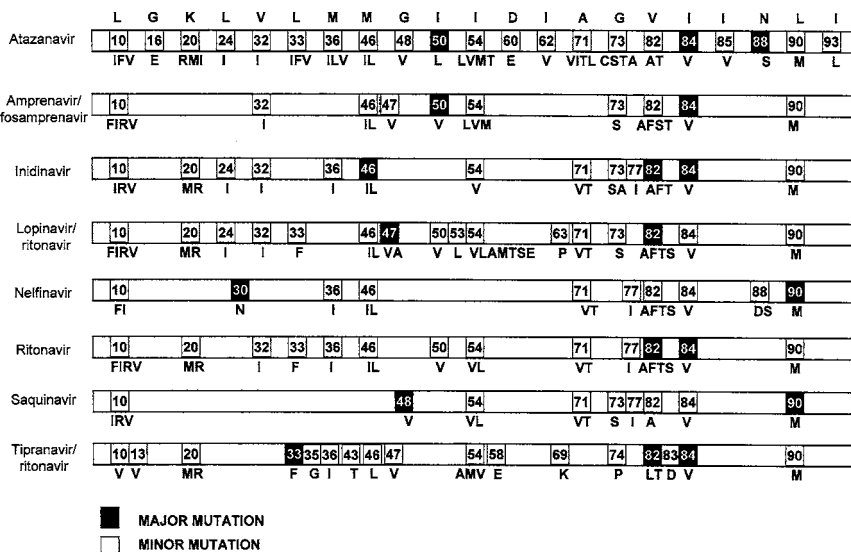 L G K L V L M M G I I D I A G V I I N L I
Atazanavir 10 16 20 24 32 33 36 46 48 50 54 60 62 71 73 82 84 85 88 90 93
IFV E RMI I I IFV ILV IL V L LVMT E V VITL CSTA AT V V S M L
Amprenavir/
fosamprenavir 10 32 46 47 50 54 73 82 84 90
FIRV I IL V V LVM S AFST V M
Inidinavir 10 20 24 32 36 46 54 71 73 77 82 84 90
IRV MR I I I IL V VT SA I AFT V M
Lopinavir/
ritonavir 10 20 24 32 33 46 47 50 53 54 63 71 73 82 84 90
FIRV MR I I F IL VA V L VLAMTSE P VT S AFTS V M
Nelfinavir 10 30 36 46 71 77 82 84 88 90
FI N I IL VT I AFTS V DS M
Ritonavir 10 20 32 33 36 46 50 54 71 77 82 84 90
FIRV MR I F I IL V VL VT I AFTS V M
Saquinavir 10 48 54 71 73 77 82 84 90
IRV V VL VT S I A V M
Tipranavir/
ritonavir 10 13 20 33 35 36 43 46 47 54 58 69 74 82 83 84 90
V V MR F G I T L V AMV E K P LT D V M
MAJOR MUTATION
MINOR MUTATION